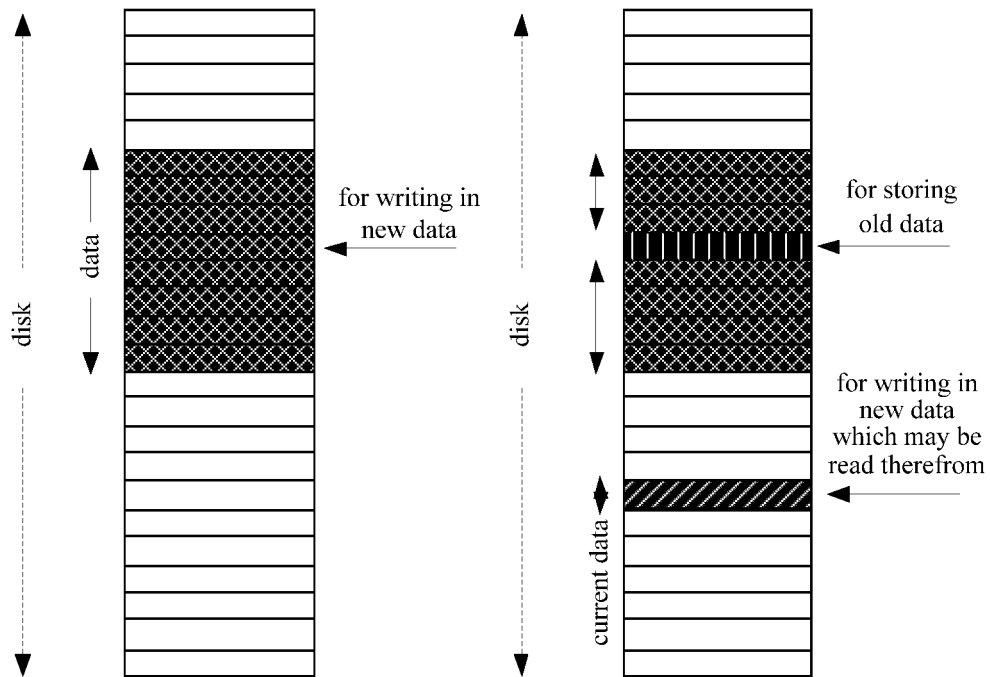 disk
data
for writing in
new data
disk
for storing
old data
for writing in
new data
which may be
read therefrom
current data